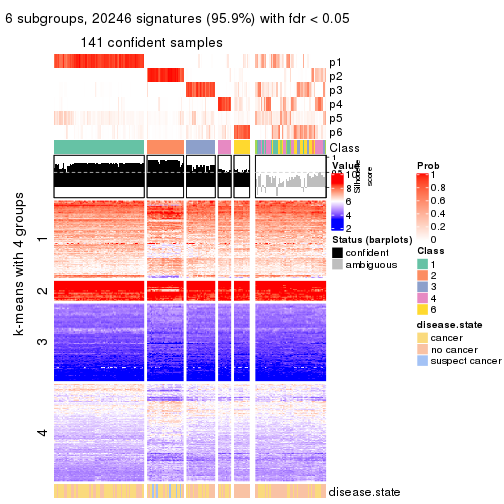 6 subgroups, 20246 signatures (95.9%) with fdr < 0.05
141 confident samples
p1
p2
p3
p4
p5
p6
Class
1
0.5
Silhouette
score
k-means with 4 groups
1
2
3
4
disease.state
Value
10
8
6
4
2
Status (barplots)
confident
ambiguous
Prob
1
0.8
0.6
0.4
0.2
0
Class
1
2
3
4
6
disease.state
cancer
no cancer
suspect cancer